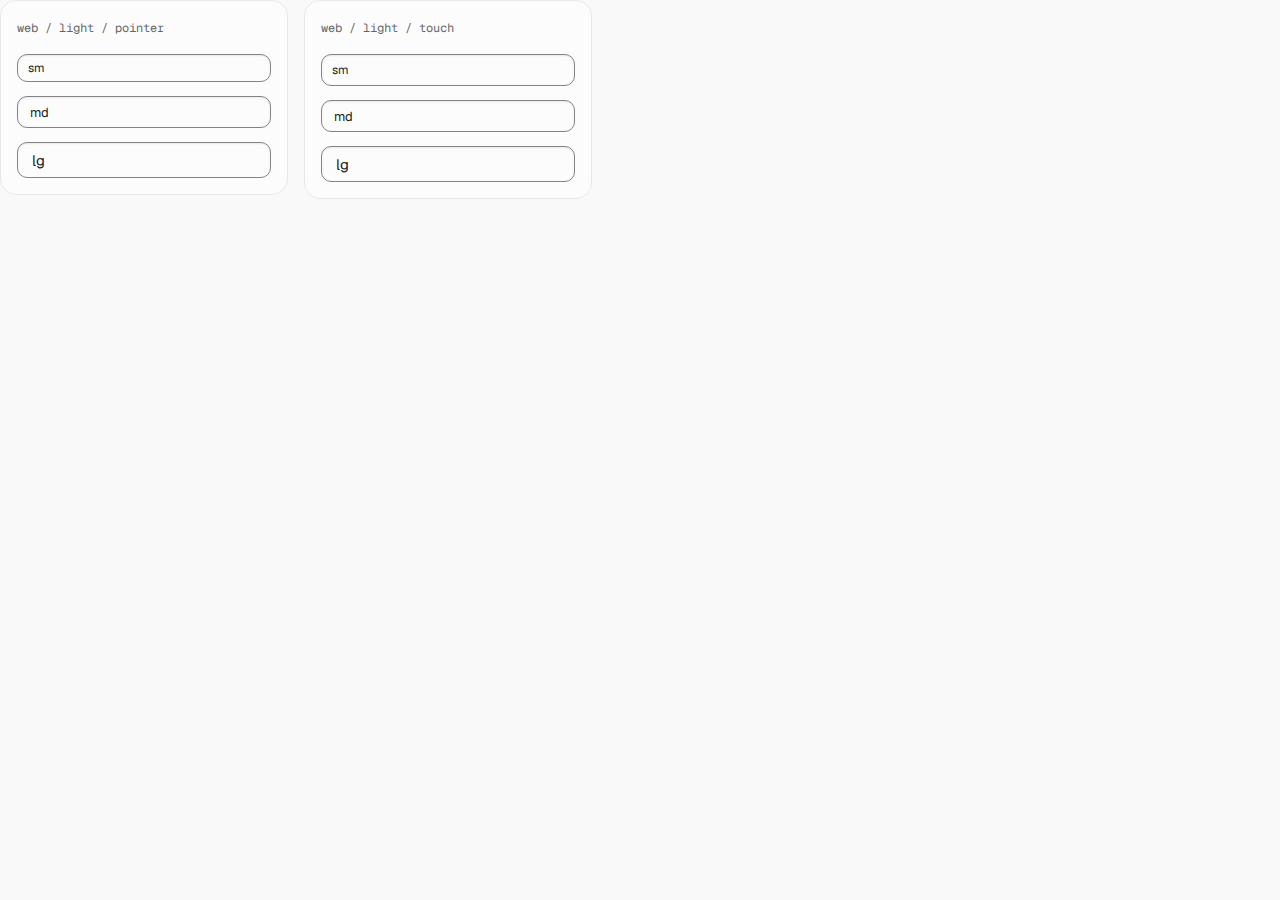 web / light / pointer
sm
md
lg
web / light / touch
sm
md
lg